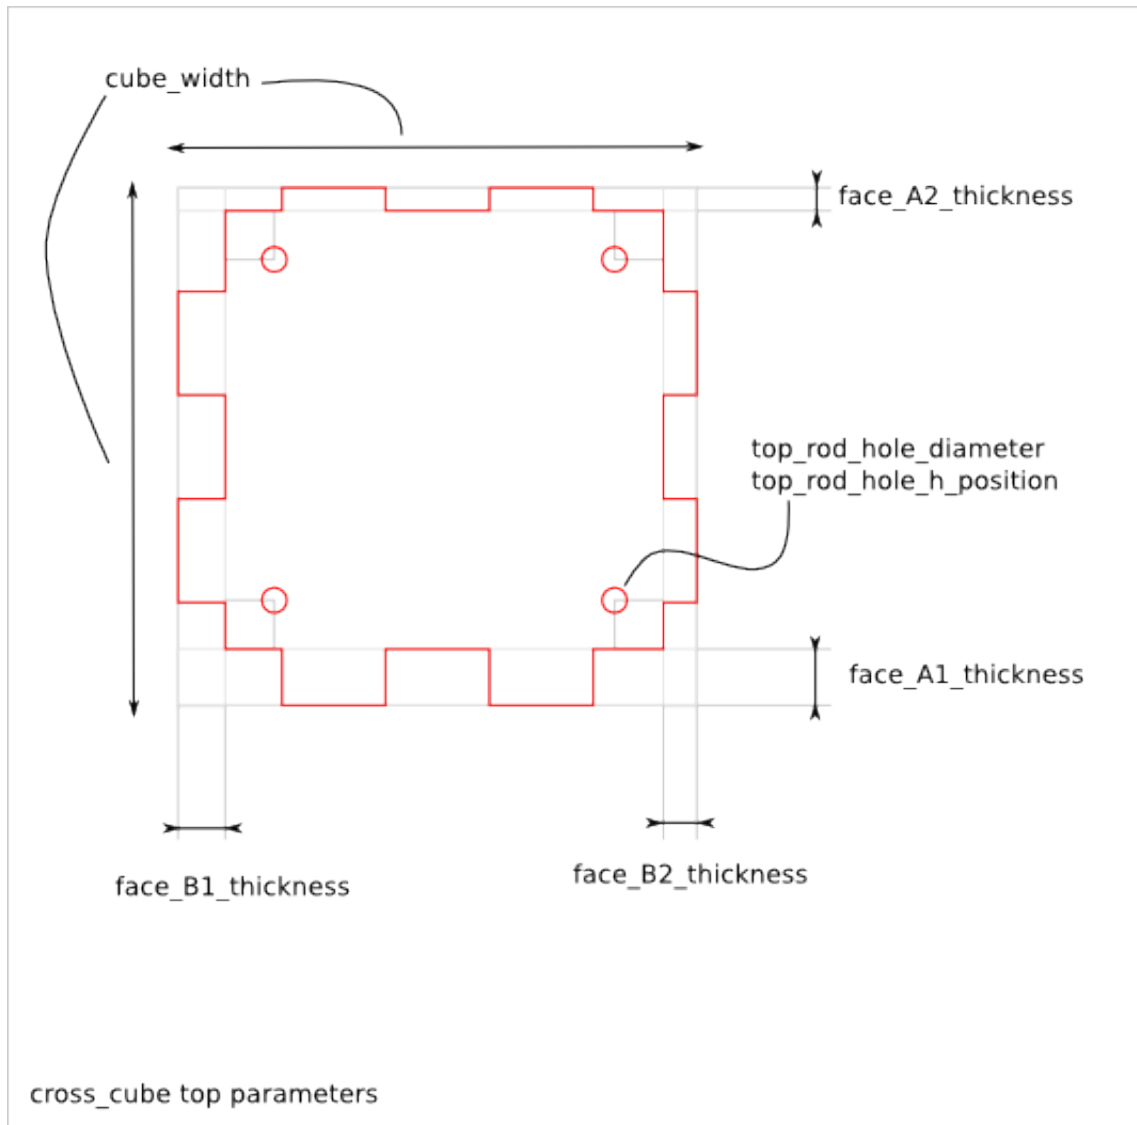 cube_width
face_A2_thickness
top_rod_hole_diameter
top_rod_hole_h_position
face_A1_thickness
face_B2_thickness
face_B1_thickness
cross_cube top parameters